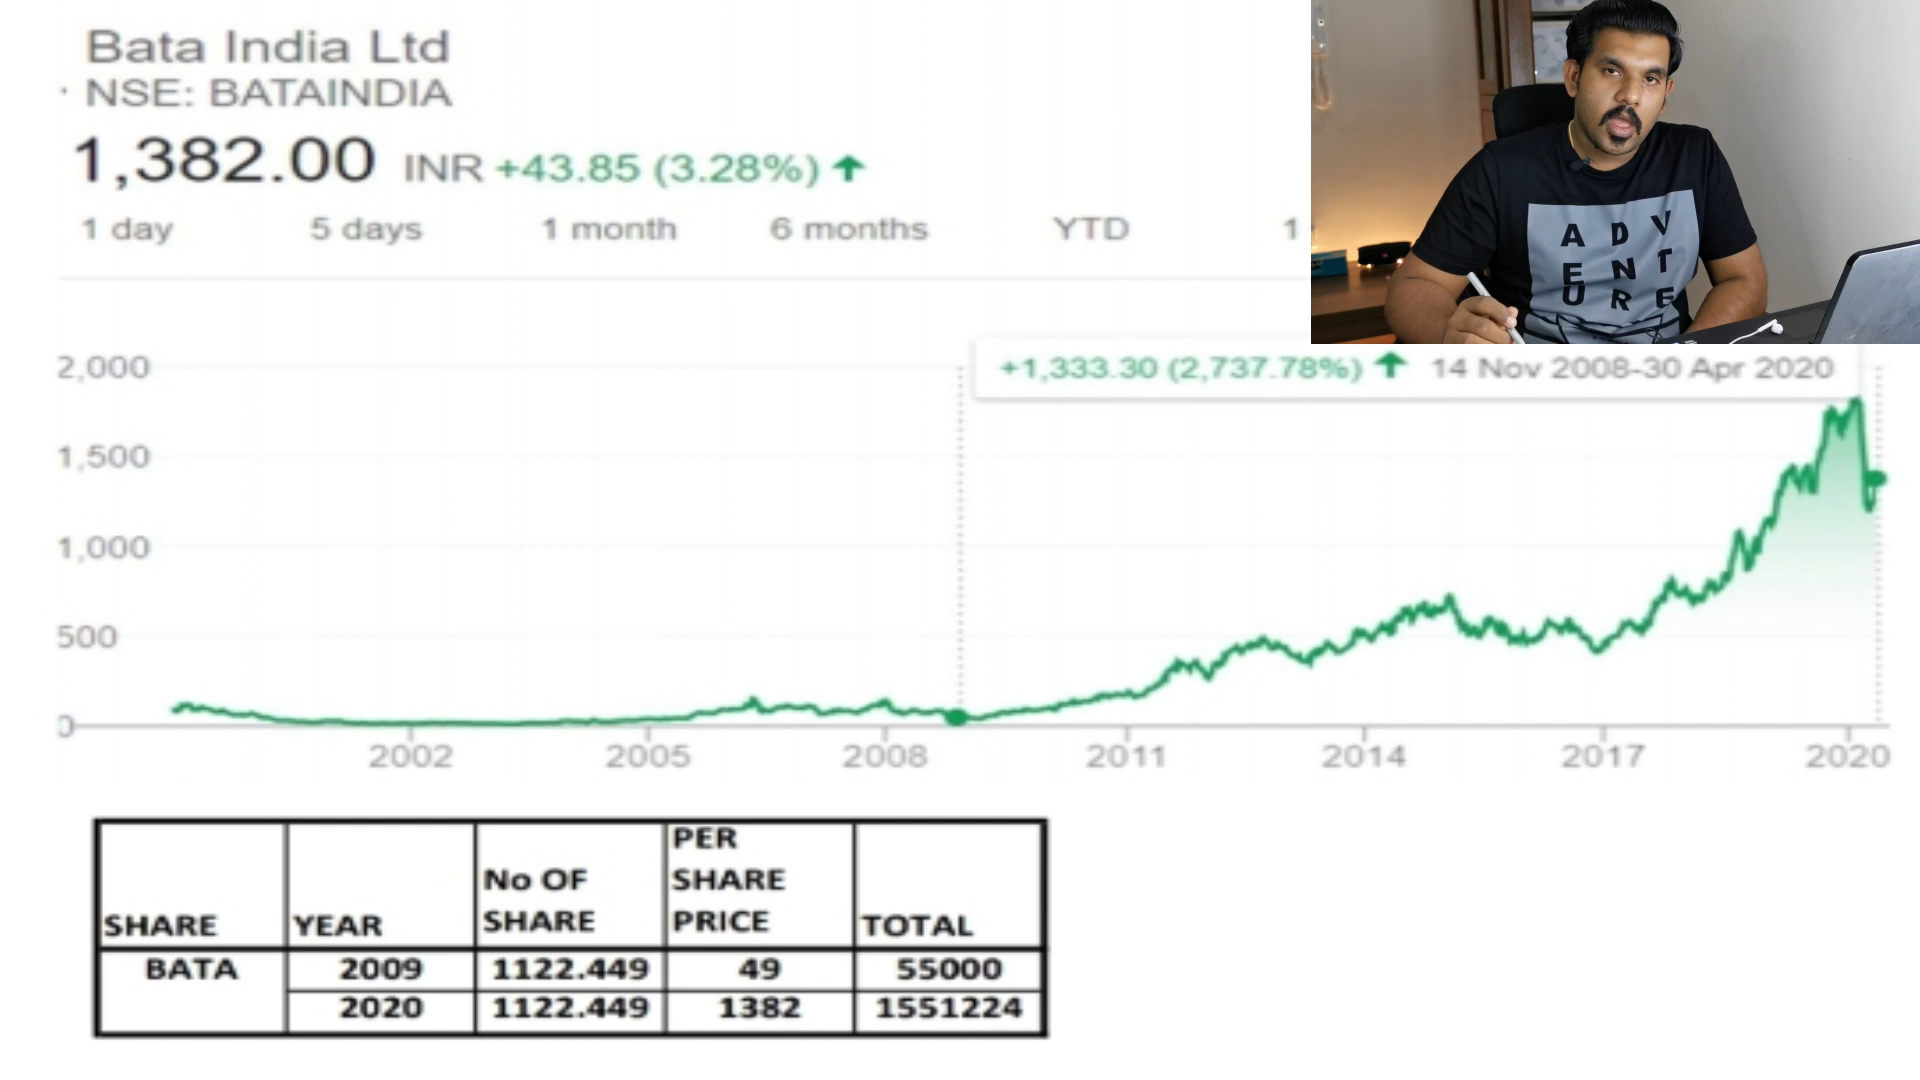 Bata India Ltd
NSE: BATAINDIA
1,382.00 INR +43.85 (3.28%)
1 day 5 days 1 month 6 months YTD 1
A D V
E N T
U R E
+1,333.30 (2,737.78%) 14 Nov 2008-30 Apr 2020
2,000
1,500
1,000
500
0
2002 2005 2008 2011 2014 2017 2020
SHARE YEAR No OF SHARE PER SHARE PRICE TOTAL
BATA 2009 1122.449 49 55000
2020 1122.449 1382 1551224